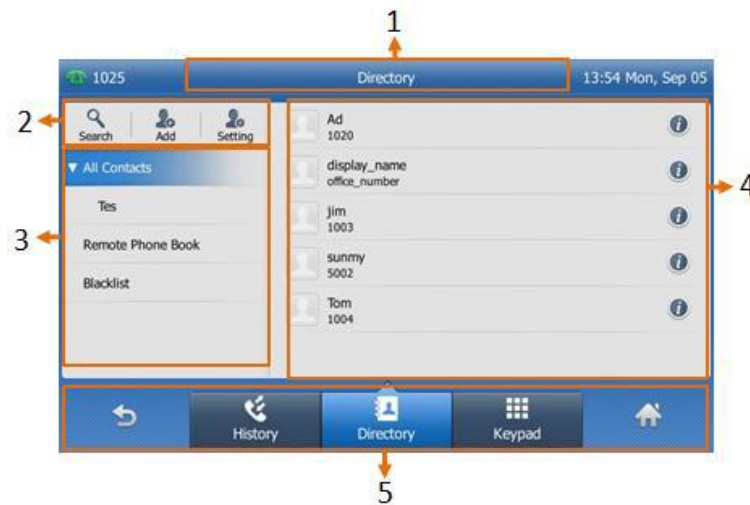 1
1025 Directory 13:54 Mon, Sep 05
2
Search Add Setting
3
All Contacts
Tes
Remote Phone Book
Blacklist
4
Ad
1020
display_name
office_number
jim
1003
sunmy
5002
Tom
1004
History Directory Keypad
5